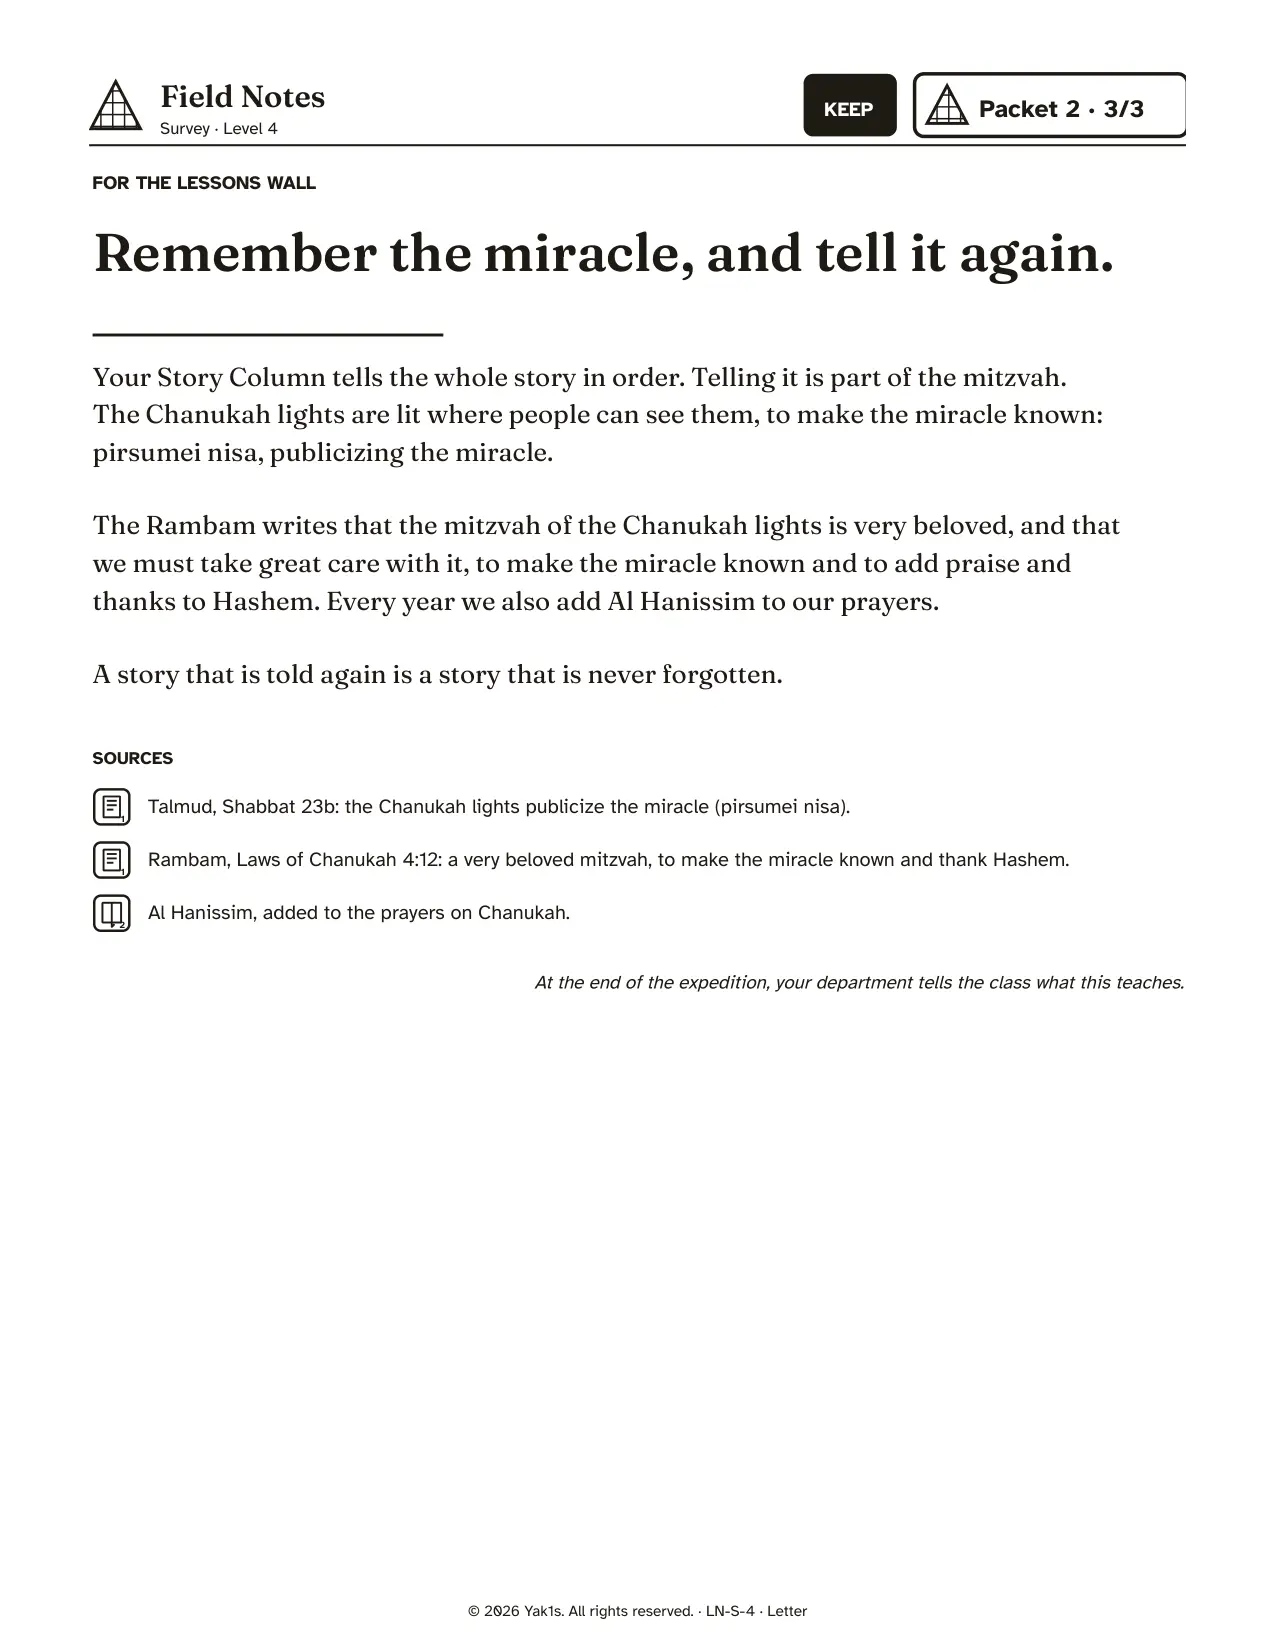 Field Notes
Survey · Level 4
KEEP
Packet 2 · 3/3
FOR THE LESSONS WALL
Remember the miracle, and tell it again.
Your Story Column tells the whole story in order. Telling it is part of the mitzvah.
The Chanukah lights are lit where people can see them, to make the miracle known:
pirsumei nisa, publicizing the miracle.
The Rambam writes that the mitzvah of the Chanukah lights is very beloved, and that
we must take great care with it, to make the miracle known and to add praise and
thanks to Hashem. Every year we also add Al Hanissim to our prayers.
A story that is told again is a story that is never forgotten.
SOURCES
1
Talmud, Shabbat 23b: the Chanukah lights publicize the miracle (pirsumei nisa).
1
Rambam, Laws of Chanukah 4:12: a very beloved mitzvah, to make the miracle known and thank Hashem.
2
Al Hanissim, added to the prayers on Chanukah.
At the end of the expedition, your department tells the class what this teaches.
© 2026 Yak1s. All rights reserved. · LN-S-4 · Letter